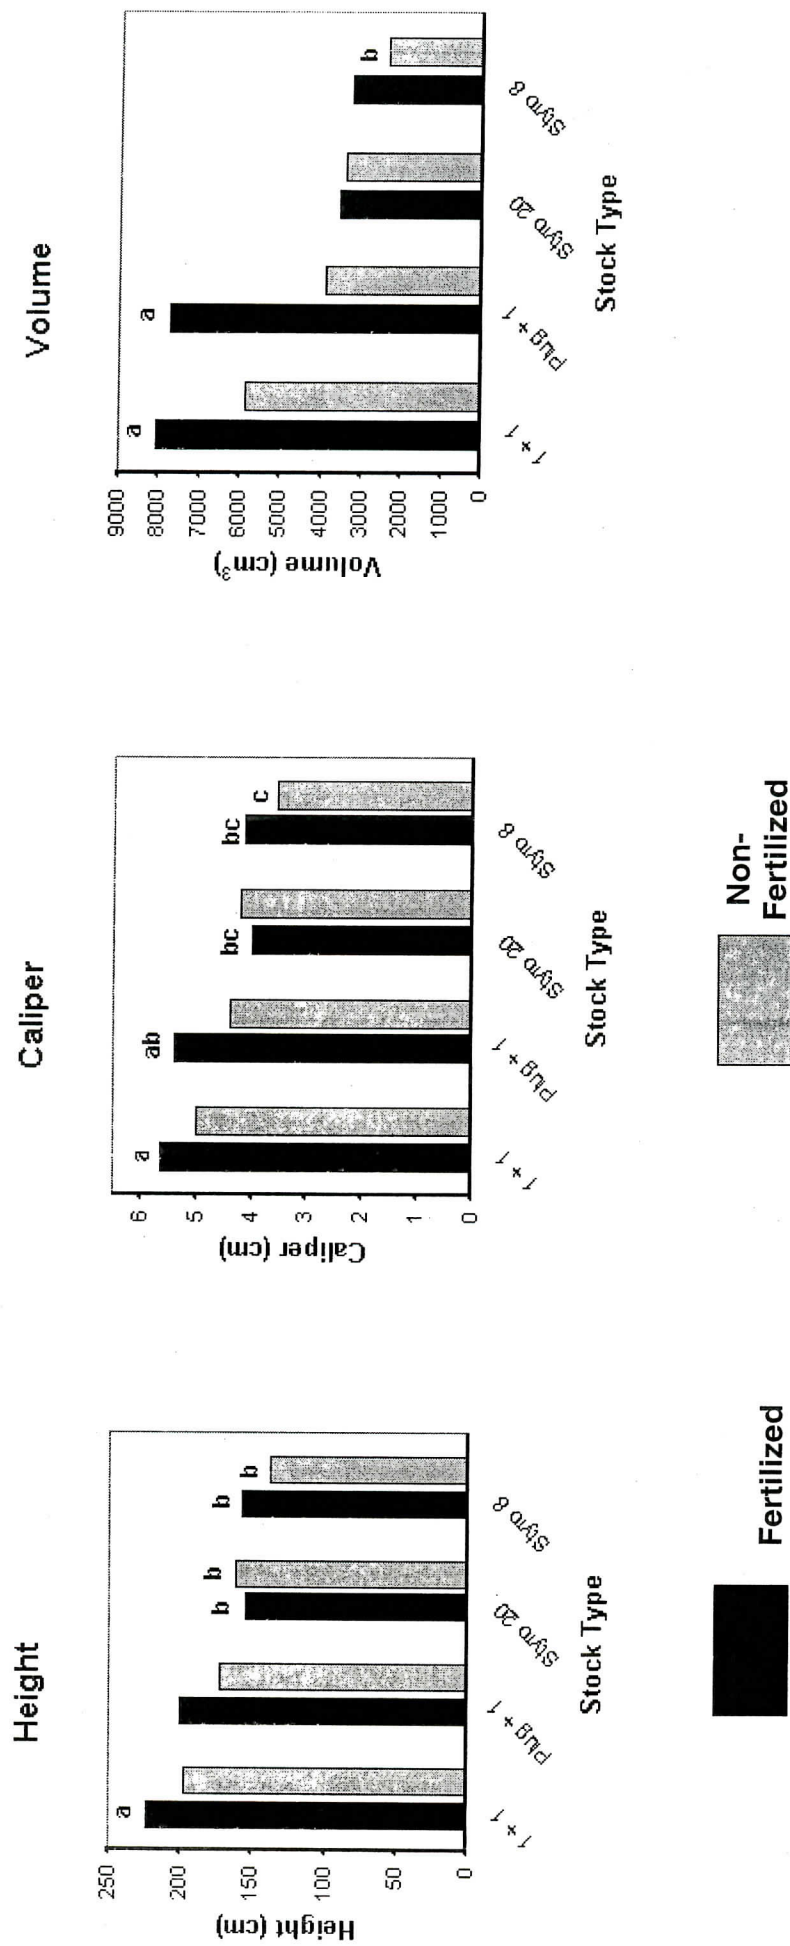 Height
Height (cm)
250
200
150
100
50
0
a
b
b
b
b
1 + 1
Plug + 1
Styro 20
Styro 8
Stock Type
Caliper
Caliper (cm)
6
5
4
3
2
1
0
a
ab
bc
bc
c
1 + 1
Plug + 1
Styro 20
Styro 8
Stock Type
Volume
Volume (cm³)
9000
8000
7000
6000
5000
4000
3000
2000
1000
0
a
a
b
1 + 1
Plug + 1
Styro 20
Styro 8
Stock Type
Fertilized
Non-
Fertilized